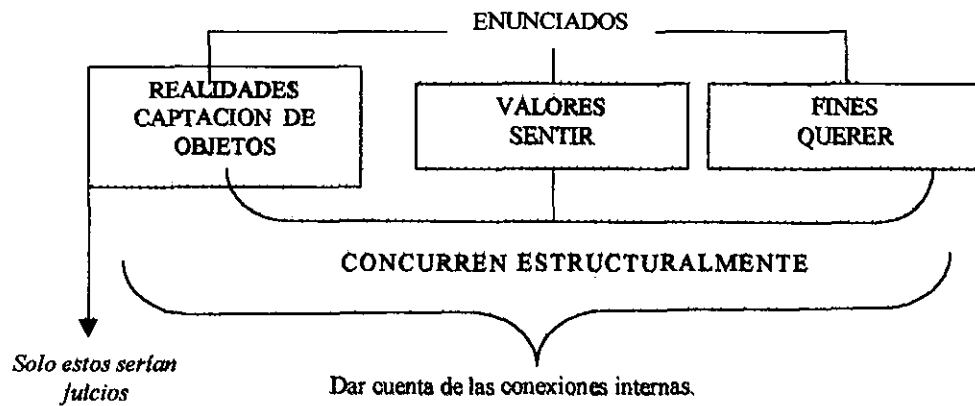 ENUNCIADOS
REALIDADES
CAPTACION DE
OBJETOS
VALORES
SENTIR
FINES
QUERER
CONCURREN ESTRUCTURALMENTE
Solo estos serían
juicios
Dar cuenta de las conexiones internas.